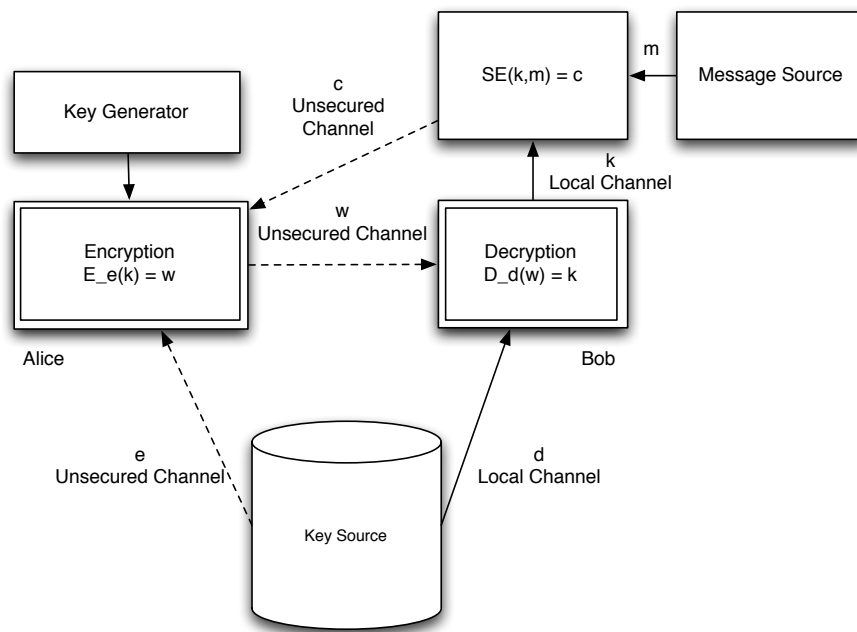 m
SE(k,m) = c
Message Source
c
Unsecured
Channel
Key Generator
k
Local Channel
w
Unsecured Channel
Encryption
E_e(k) = w
Decryption
D_d(w) = k
Alice
Bob
e
Unsecured Channel
d
Local Channel
Key Source